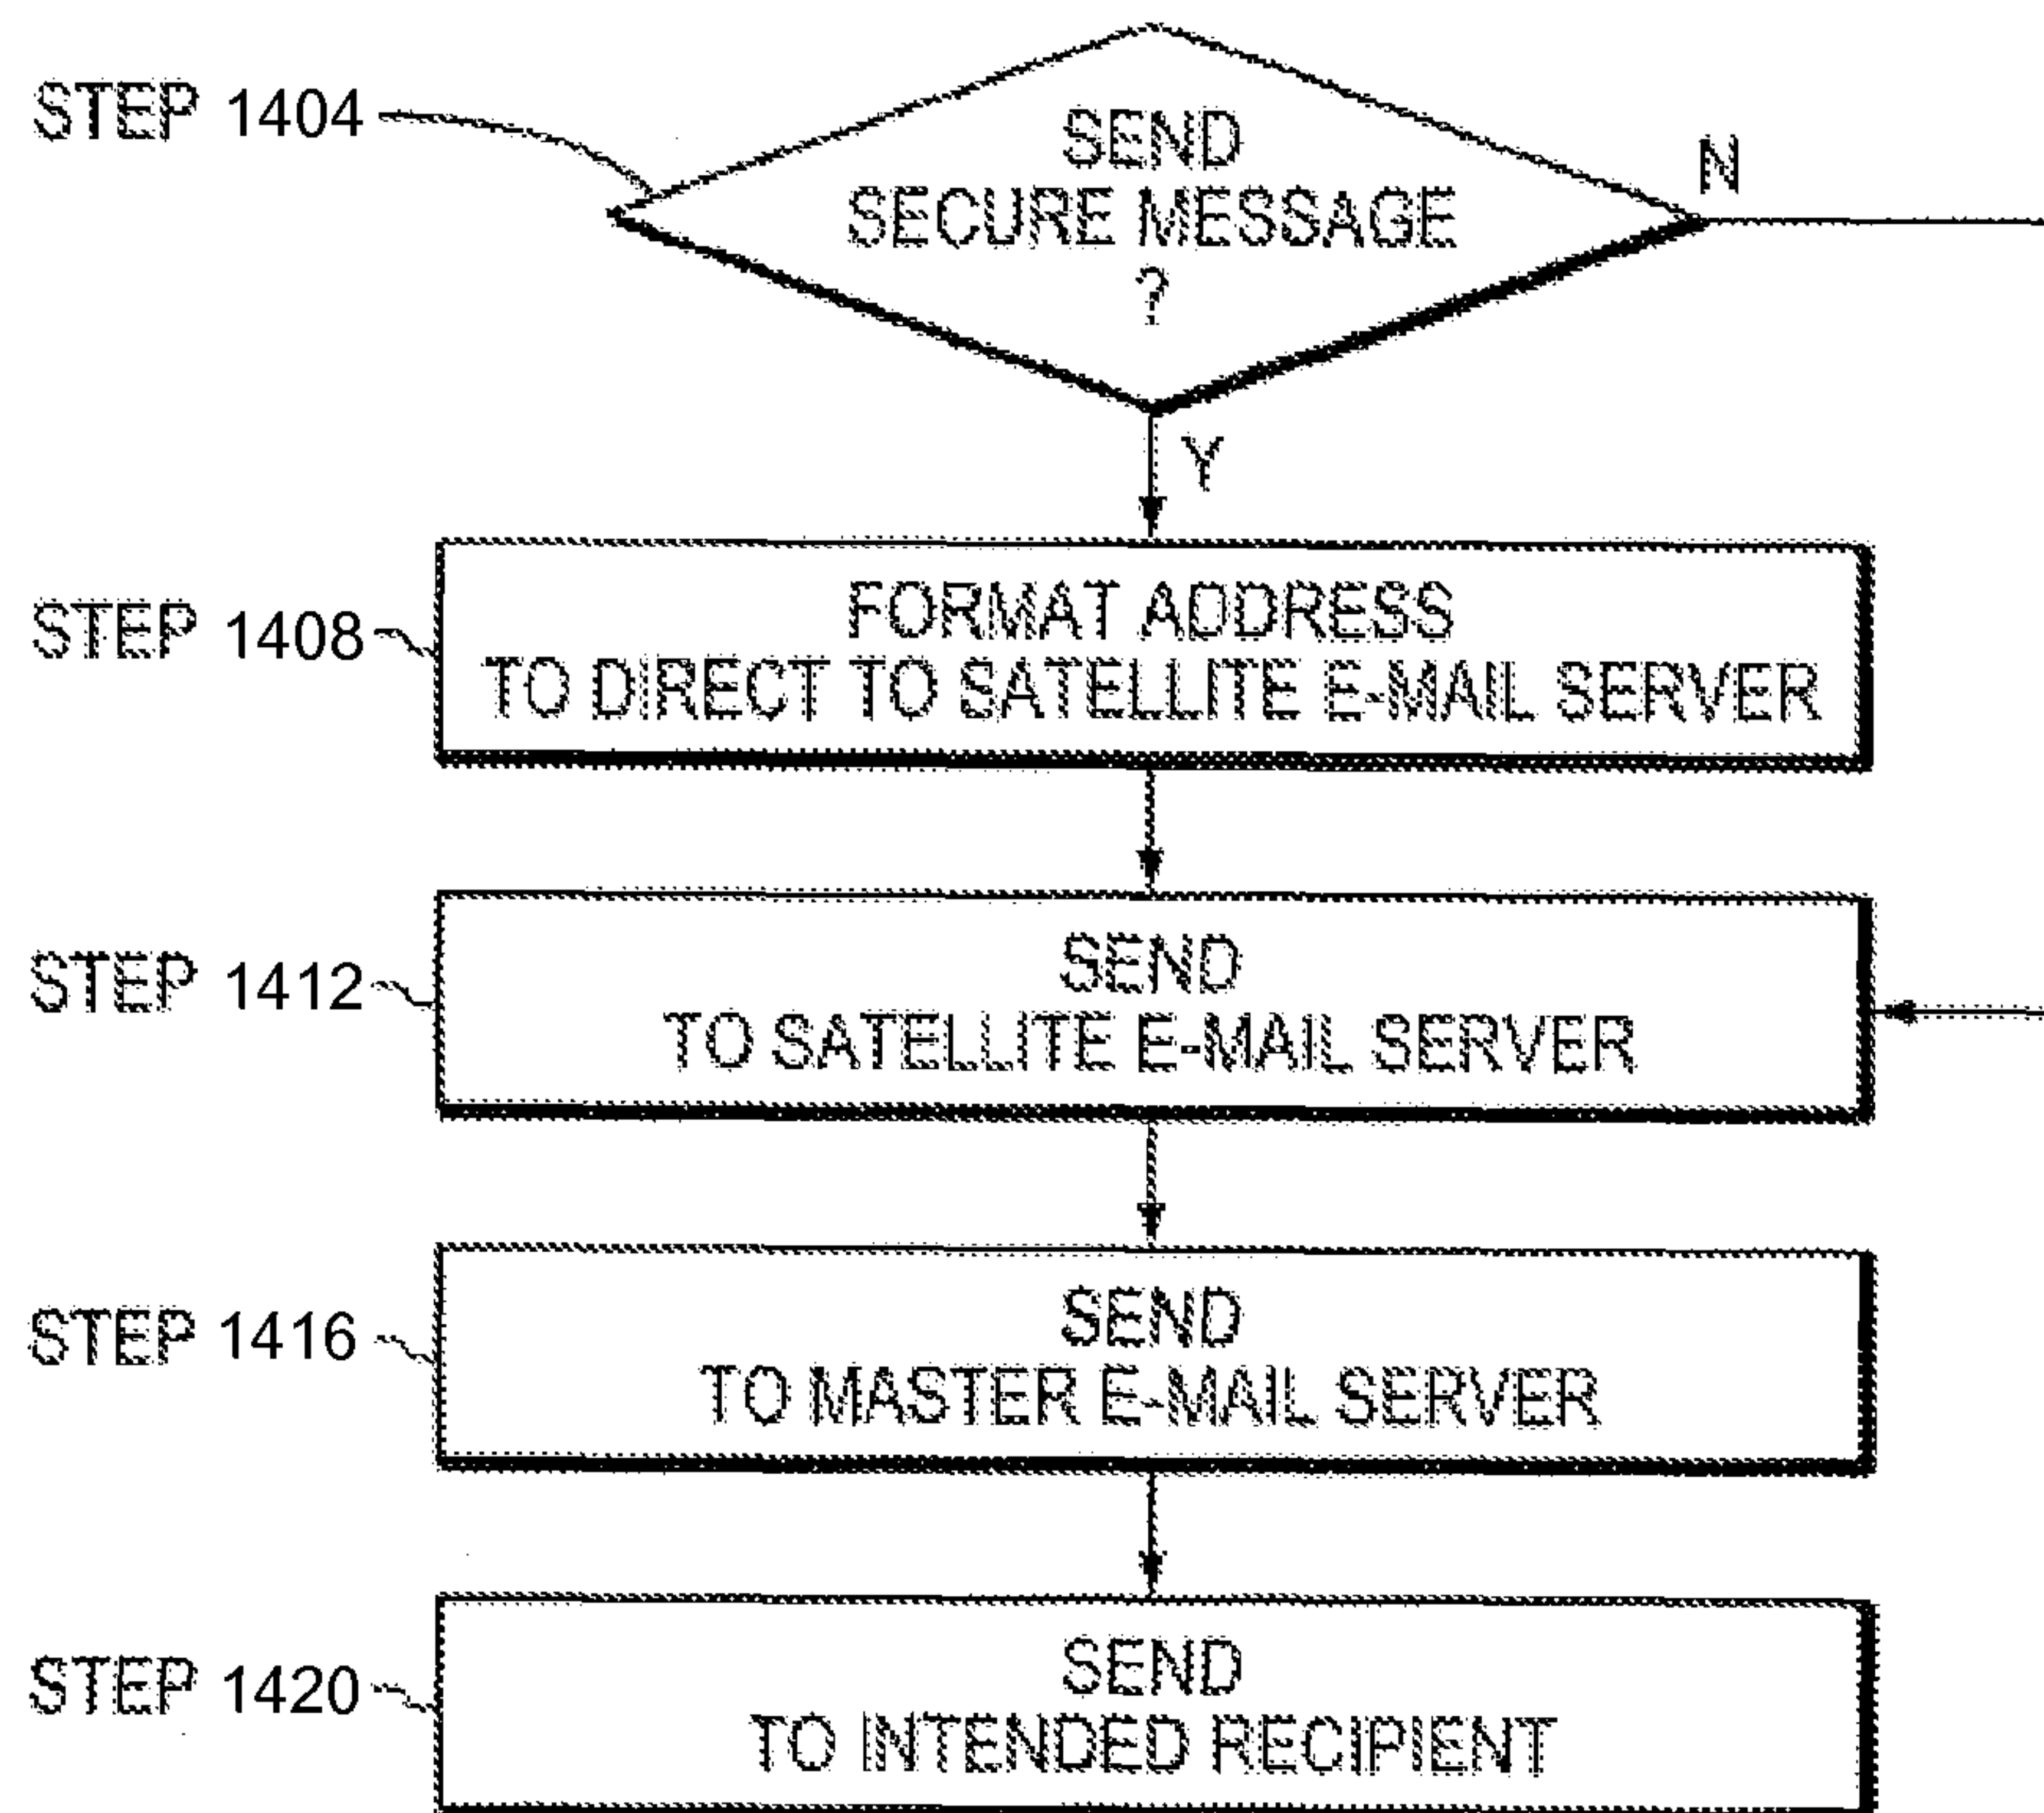 STEP 1404
SEND
SECURE MESSAGE
?
N
Y
STEP 1408
FORMAT ADDRESS
TO DIRECT TO SATELLITE E-MAIL SERVER
STEP 1412
SEND
TO SATELLITE E-MAIL SERVER
STEP 1416
SEND
TO MASTER E-MAIL SERVER
STEP 1420
SEND
TO INTENDED RECIPIENT